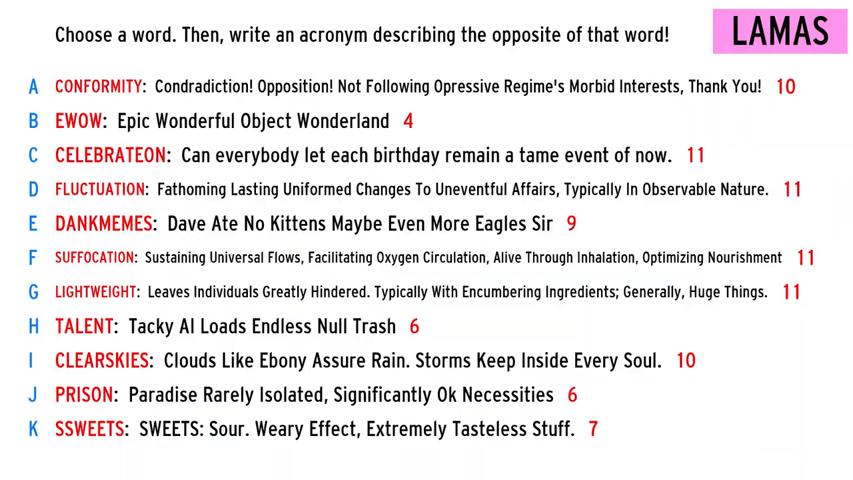 Choose a word. Then, write an acronym describing the opposite of that word!
LAMAS
A CONFORMITY: Condradiction! Opposition! Not Following Opressive Regime's Morbid Interests, Thank You! 10
B EWOW: Epic Wonderful Object Wonderland 4
C CELEBRATEON: Can everybody let each birthday remain a tame event of now. 11
D FLUCTUATION: Fathoming Lasting Uniformed Changes To Uneventful Affairs, Typically In Observable Nature. 11
E DANKMEMES: Dave Ate No Kittens Maybe Even More Eagles Sir 9
F SUFFOCATION: Sustaining Universal Flows, Facilitating Oxygen Circulation, Alive Through Inhalation, Optimizing Nourishment 11
G LIGHTWEIGHT: Leaves Individuals Greatly Hindered. Typically With Encumbering Ingredients; Generally, Huge Things. 11
H TALENT: Tacky AI Loads Endless Null Trash 6
I CLEARSKIES: Clouds Like Ebony Assure Rain. Storms Keep Inside Every Soul. 10
J PRISON: Paradise Rarely Isolated, Significantly Ok Necessities 6
K SSWEETS: SWEETS: Sour. Weary Effect, Extremely Tasteless Stuff. 7